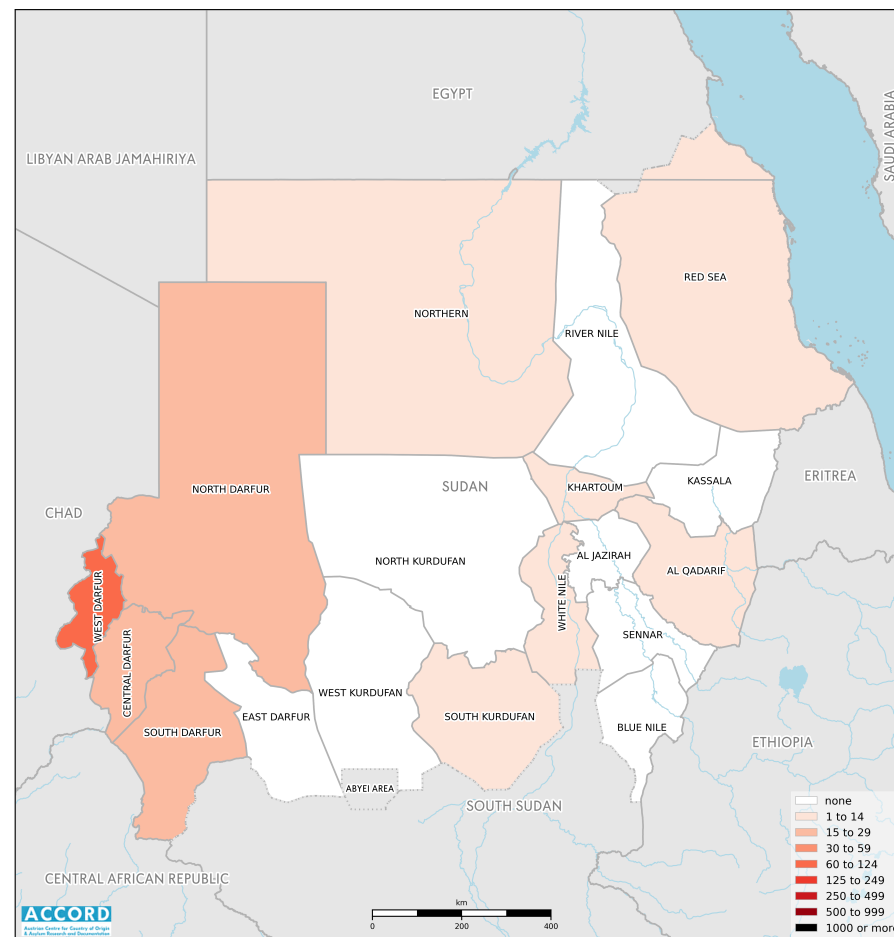 EGYPT
SAUDI ARABIA
LIBYAN ARAB JAMAHIRIYA
RED SEA
NORTHERN
RIVER NILE
ERITREA
KASSALA
SUDAN
KHARTOUM
NORTH DARFUR
CHAD
AL JAZIRAH
NORTH KURDUFAN
AL QADARIF
WEST DARFUR
WHITE NILE
SENNAR
CENTRAL DARFUR
WEST KURDUFAN
EAST DARFUR
SOUTH KURDUFAN
SOUTH DARFUR
BLUE NILE
ETHIOPIA
ABYEI AREA
SOUTH SUDAN
CENTRAL AFRICAN REPUBLIC
none
1 to 14
15 to 29
30 to 59
60 to 124
125 to 249
250 to 499
500 to 999
1000 or mor
km
0 200 400
ACCORD
Austrian Centre for Country of Origin
& Asylum Research and Documentation